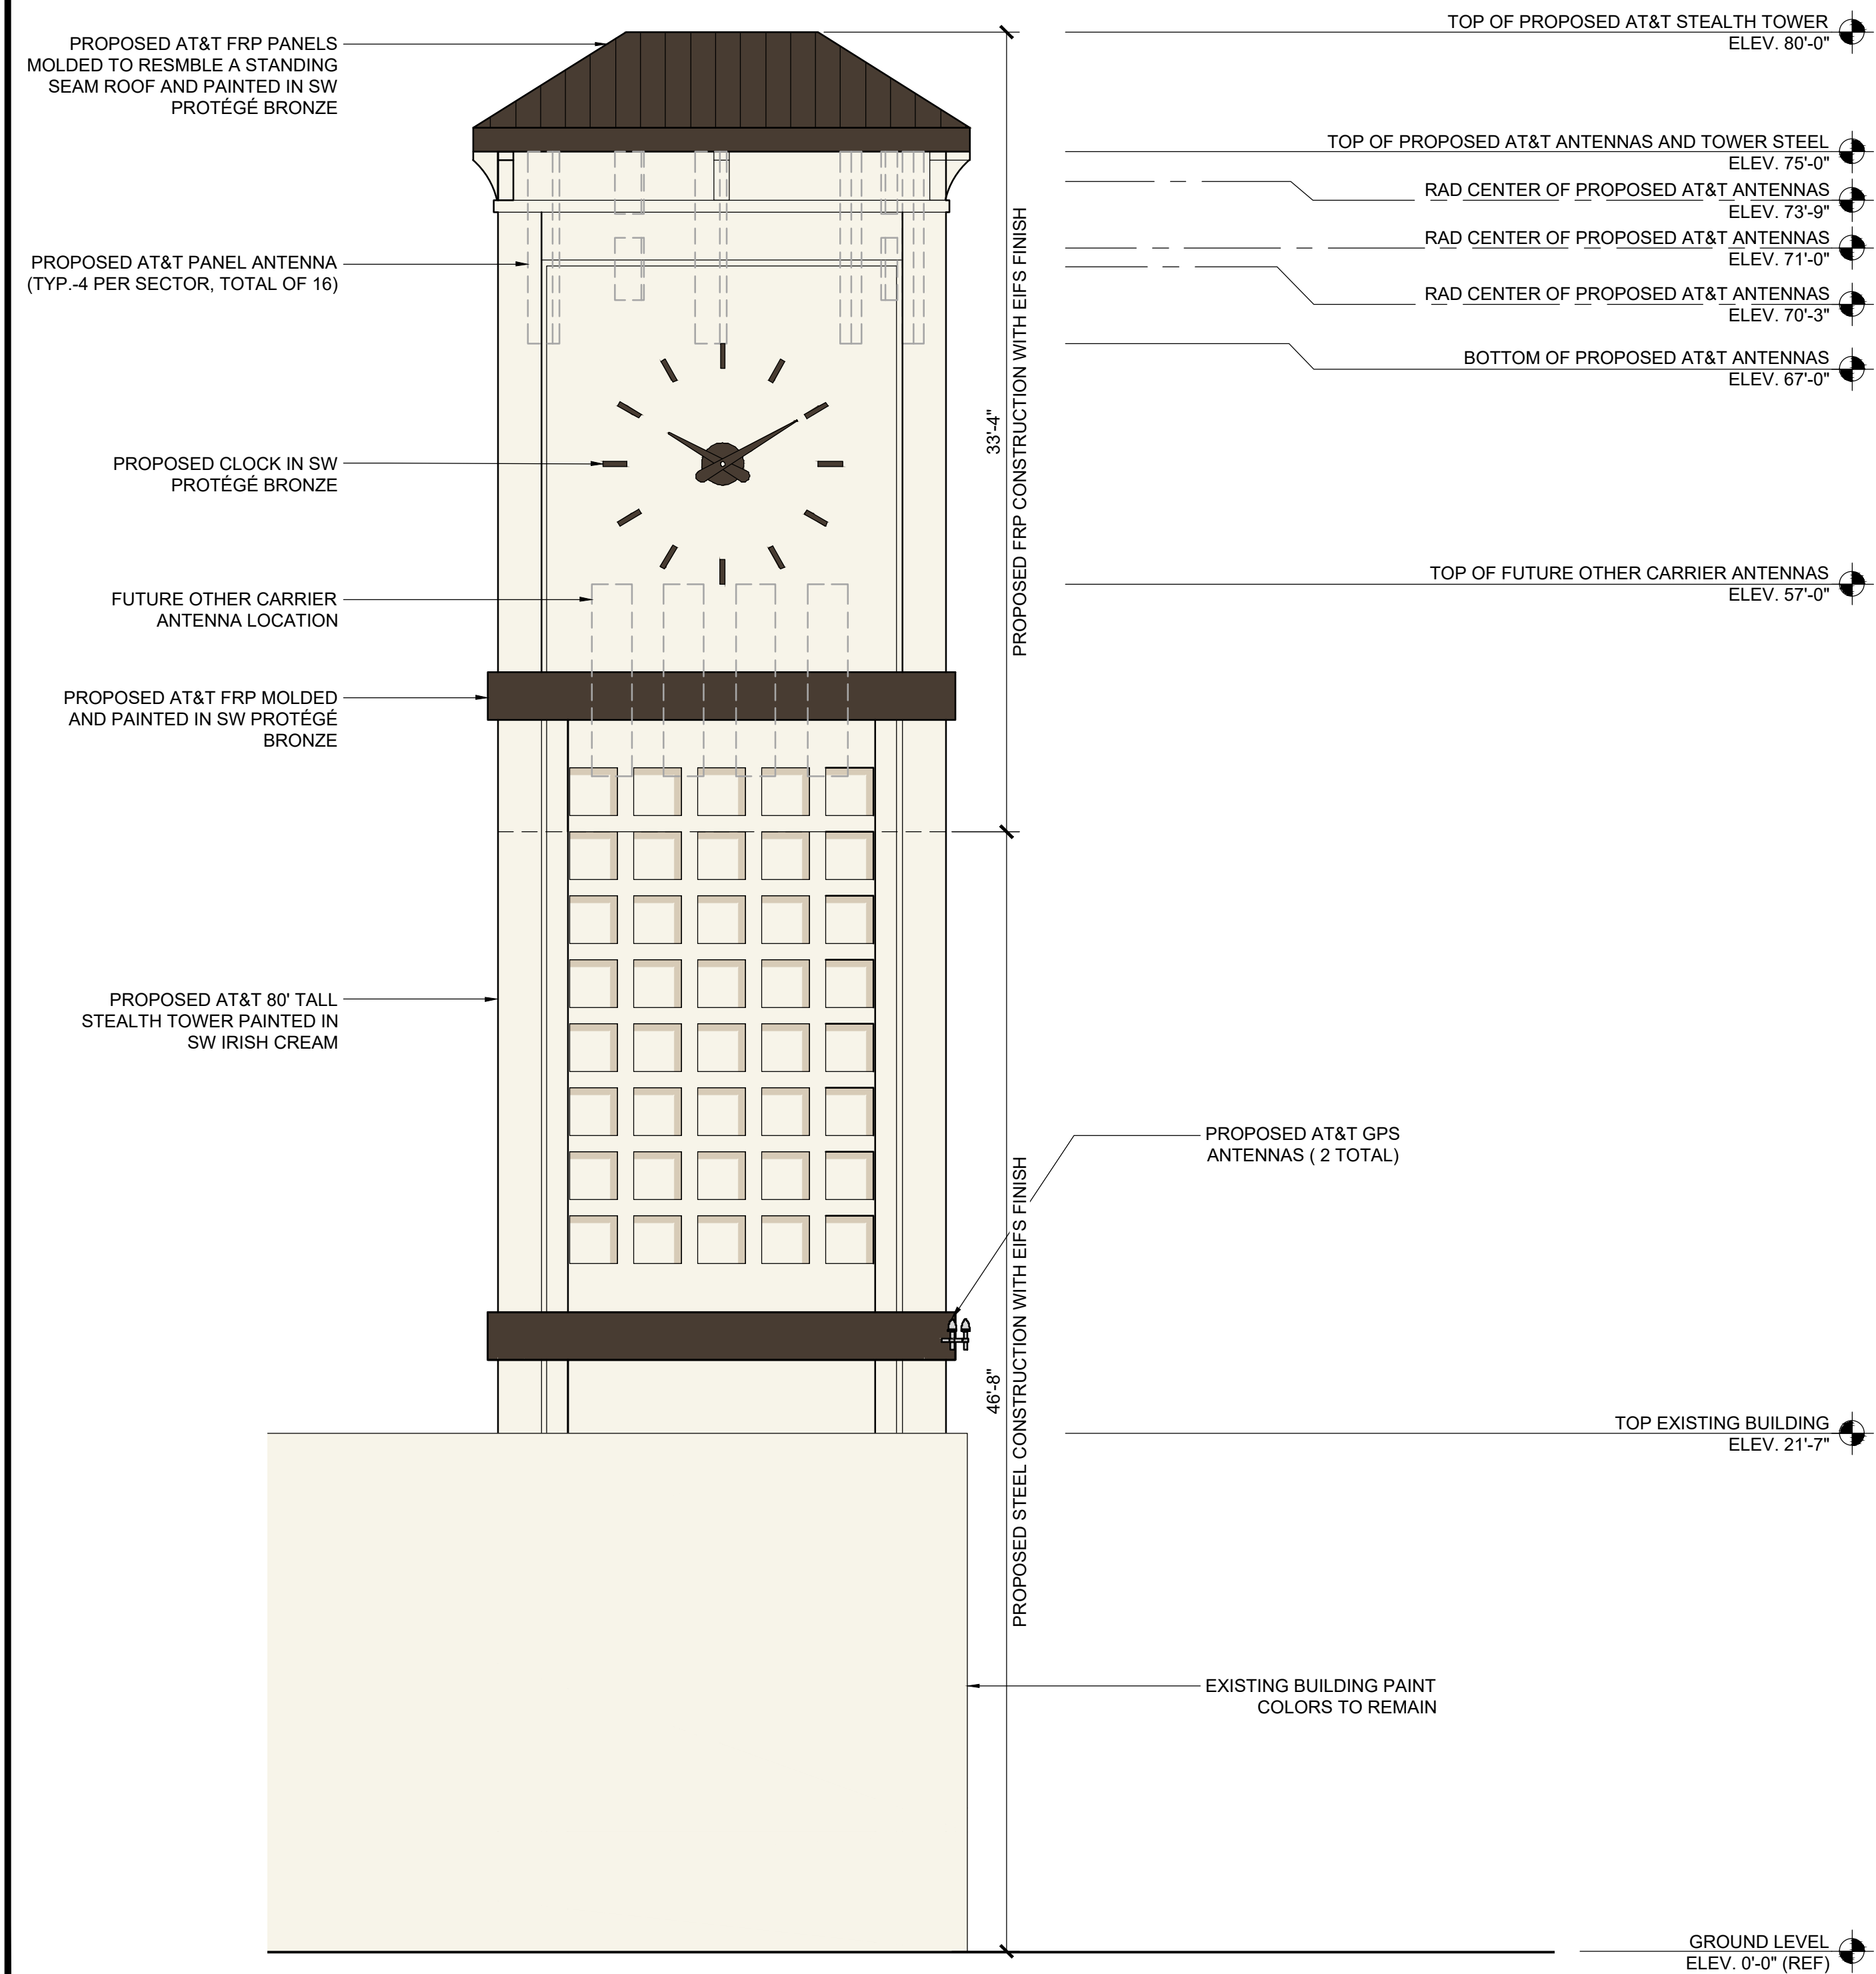 PROPOSED AT&T FRP PANELS
MOLDED TO RESMBLE A STANDING
SEAM ROOF AND PAINTED IN SW
PROTÉGÉ BRONZE
PROPOSED AT&T PANEL ANTENNA
(TYP.-4 PER SECTOR, TOTAL OF 16)
PROPOSED CLOCK IN SW
PROTÉGÉ BRONZE
FUTURE OTHER CARRIER
ANTENNA LOCATION
PROPOSED AT&T FRP MOLDED
AND PAINTED IN SW PROTÉGÉ
BRONZE
PROPOSED AT&T 80' TALL
STEALTH TOWER PAINTED IN
SW IRISH CREAM
33'-4"
PROPOSED FRP CONSTRUCTION WITH EIFS FINISH
46'-8"
PROPOSED STEEL CONSTRUCTION WITH EIFS FINISH
PROPOSED AT&T GPS
ANTENNAS ( 2 TOTAL)
EXISTING BUILDING PAINT
COLORS TO REMAIN
TOP OF PROPOSED AT&T STEALTH TOWER
ELEV. 80'-0"
TOP OF PROPOSED AT&T ANTENNAS AND TOWER STEEL
ELEV. 75'-0"
RAD CENTER OF PROPOSED AT&T ANTENNAS
ELEV. 73'-9"
RAD CENTER OF PROPOSED AT&T ANTENNAS
ELEV. 71'-0"
RAD CENTER OF PROPOSED AT&T ANTENNAS
ELEV. 70'-3"
BOTTOM OF PROPOSED AT&T ANTENNAS
ELEV. 67'-0"
TOP OF FUTURE OTHER CARRIER ANTENNAS
ELEV. 57'-0"
TOP EXISTING BUILDING
ELEV. 21'-7"
GROUND LEVEL
ELEV. 0'-0" (REF)